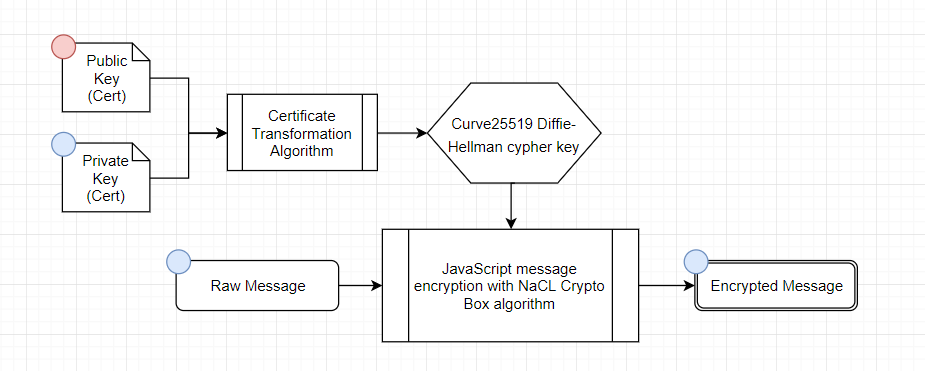 Public
Key
(Cert)
Certificate
Transformation
Algorithm
Curve25519 Diffie-
Hellman cypher key
Private
Key
(Cert)
Raw Message
JavaScript message
encryption with NaCL Crypto
Box algorithm
Encrypted Message